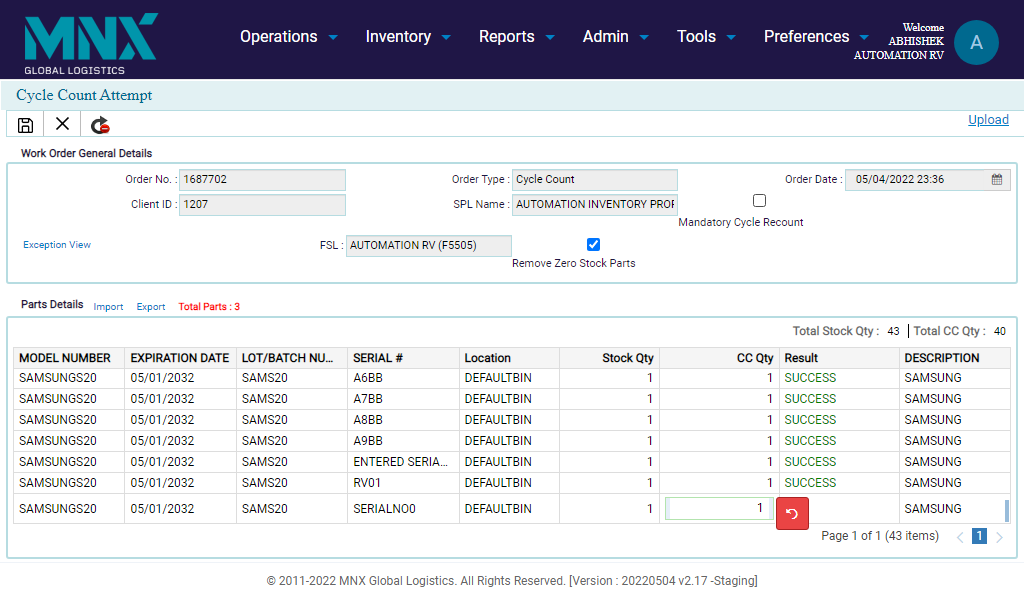 MNX
GLOBAL LOGISTICS
Operations Inventory Reports Admin Tools Preferences
Welcome
ABHISHEK
AUTOMATION RV
A
Cycle Count Attempt
Upload
Work Order General Details
Order No. : 1687702 Order Type : Cycle Count Order Date : 05/04/2022 23:36
Client ID : 1207 SPL Name : AUTOMATION INVENTORY PROF
Mandatory Cycle Recount
Exception View FSL : AUTOMATION RV (F5505)
Remove Zero Stock Parts
Parts Details Import Export Total Parts : 3
Total Stock Qty : 43 Total CC Qty : 40
MODEL NUMBER EXPIRATION DATE LOT/BATCH NU... SERIAL # Location Stock Qty CC Qty Result DESCRIPTION
SAMSUNGS20 05/01/2032 SAMS20 A6BB DEFAULTBIN 1 1 SUCCESS SAMSUNG
SAMSUNGS20 05/01/2032 SAMS20 A7BB DEFAULTBIN 1 1 SUCCESS SAMSUNG
SAMSUNGS20 05/01/2032 SAMS20 A8BB DEFAULTBIN 1 1 SUCCESS SAMSUNG
SAMSUNGS20 05/01/2032 SAMS20 A9BB DEFAULTBIN 1 1 SUCCESS SAMSUNG
SAMSUNGS20 05/01/2032 SAMS20 ENTERED SERIA... DEFAULTBIN 1 1 SUCCESS SAMSUNG
SAMSUNGS20 05/01/2032 SAMS20 RV01 DEFAULTBIN 1 1 SUCCESS SAMSUNG
SAMSUNGS20 05/01/2032 SAMS20 SERIALNO0 DEFAULTBIN 1 1 SAMSUNG
Page 1 of 1 (43 items) 1
© 2011-2022 MNX Global Logistics. All Rights Reserved. [Version : 20220504 v2.17 -Staging]